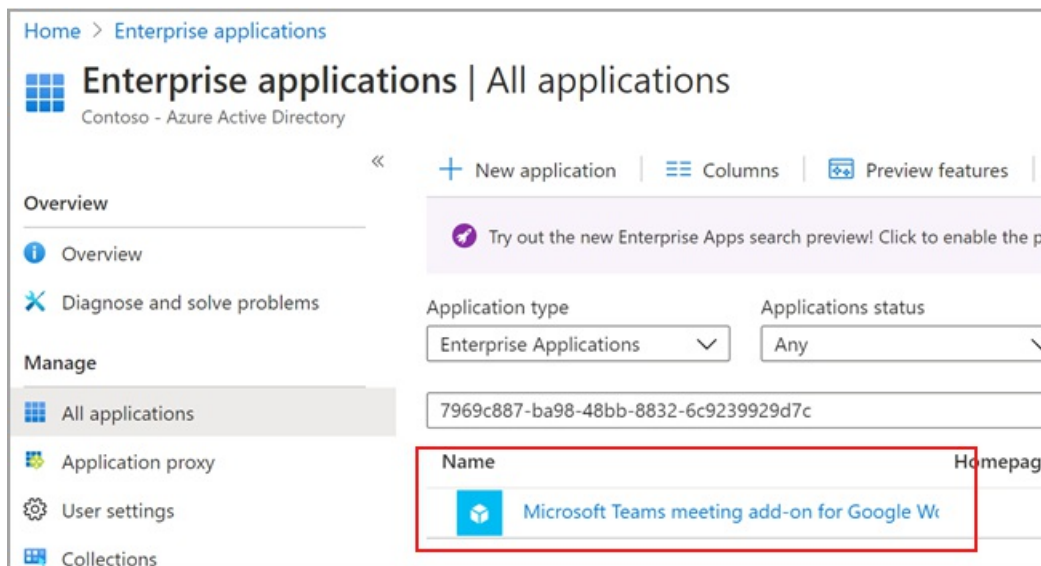 Home > Enterprise applications
Enterprise applications | All applications
Contoso - Azure Active Directory
«
New application
Columns
Preview features
Overview
Overview
Diagnose and solve problems
Manage
All applications
Application proxy
User settings
Collections
Try out the new Enterprise Apps search preview! Click to enable the p
Application type
Applications status
Enterprise Applications
Any
7969c887-ba98-48bb-8832-6c9239929d7c
Name
Homepag
Microsoft Teams meeting add-on for Google Wo